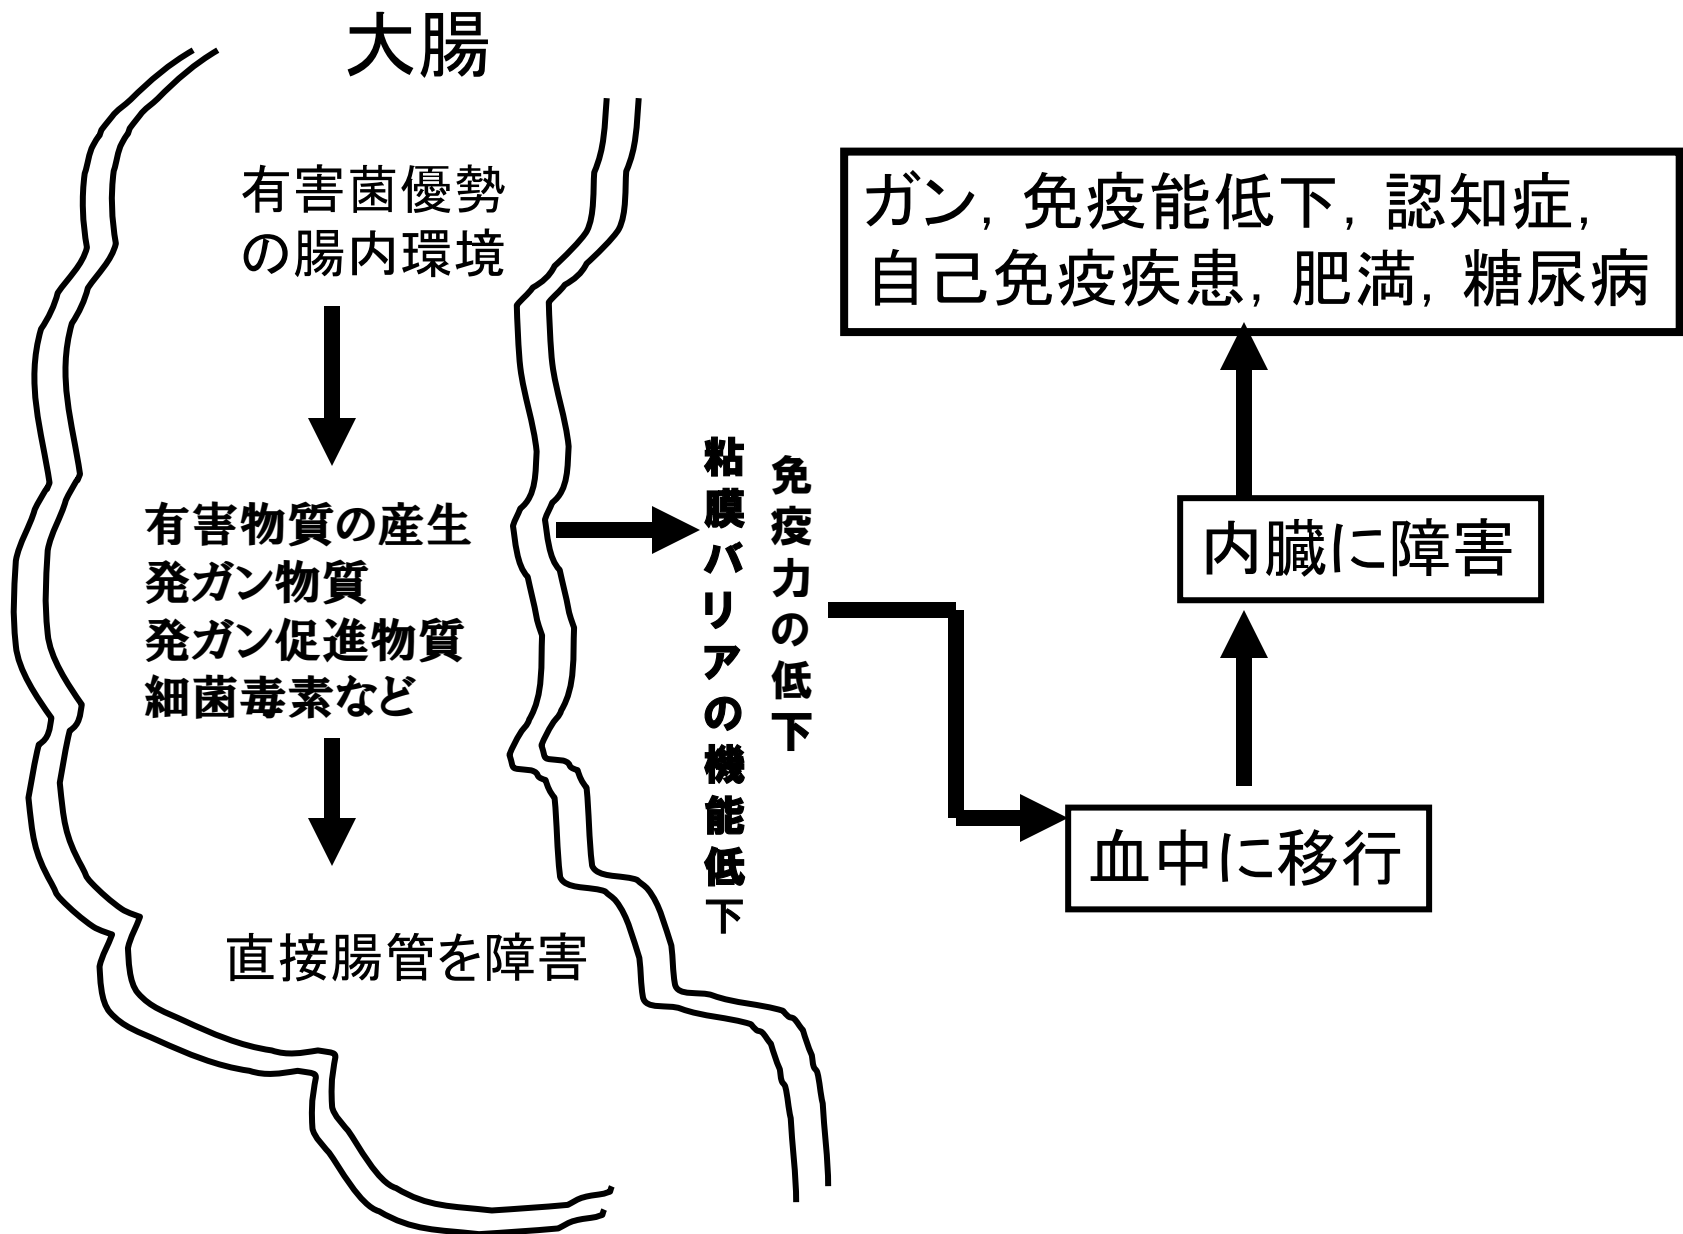 大腸
有害菌優勢
の腸内環境
有害物質の産生
発ガン物質
発ガン促進物質
細菌毒素など
直接腸管を障害
免疫力の低下
粘膜バリアの機能低下
血中に移行
内臓に障害
ガン, 免疫能低下, 認知症,
自己免疫疾患, 肥満, 糖尿病